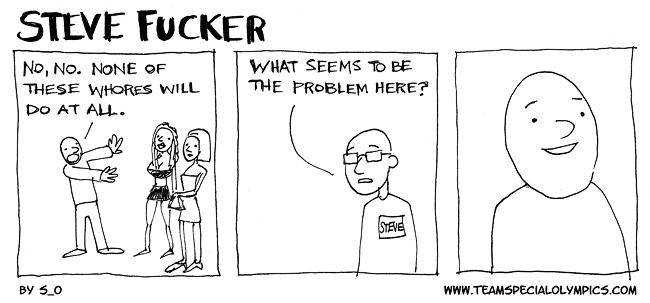 STEVE FUCKER
NO, NO. NONE OF
THESE WHORES WILL
DO AT ALL.
WHAT SEEMS TO BE
THE PROBLEM HERE?
STEVE
BY S_O
WWW.TEAMSPECIALOLYMPICS.COM